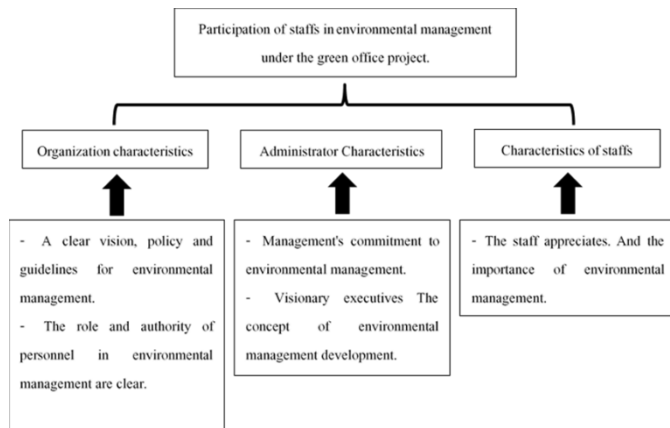 Participation of staffs in environmental management
under the green office project.
Organization characteristics
Administrator Characteristics
Characteristics of staffs
- A clear vision, policy and
guidelines for environmental
management.
- The role and authority of
personnel in environmental
management are clear.
- Management's commitment to
environmental management.
- Visionary executives The
concept of environmental
management development.
- The staff appreciates. And the
importance of environmental
management.